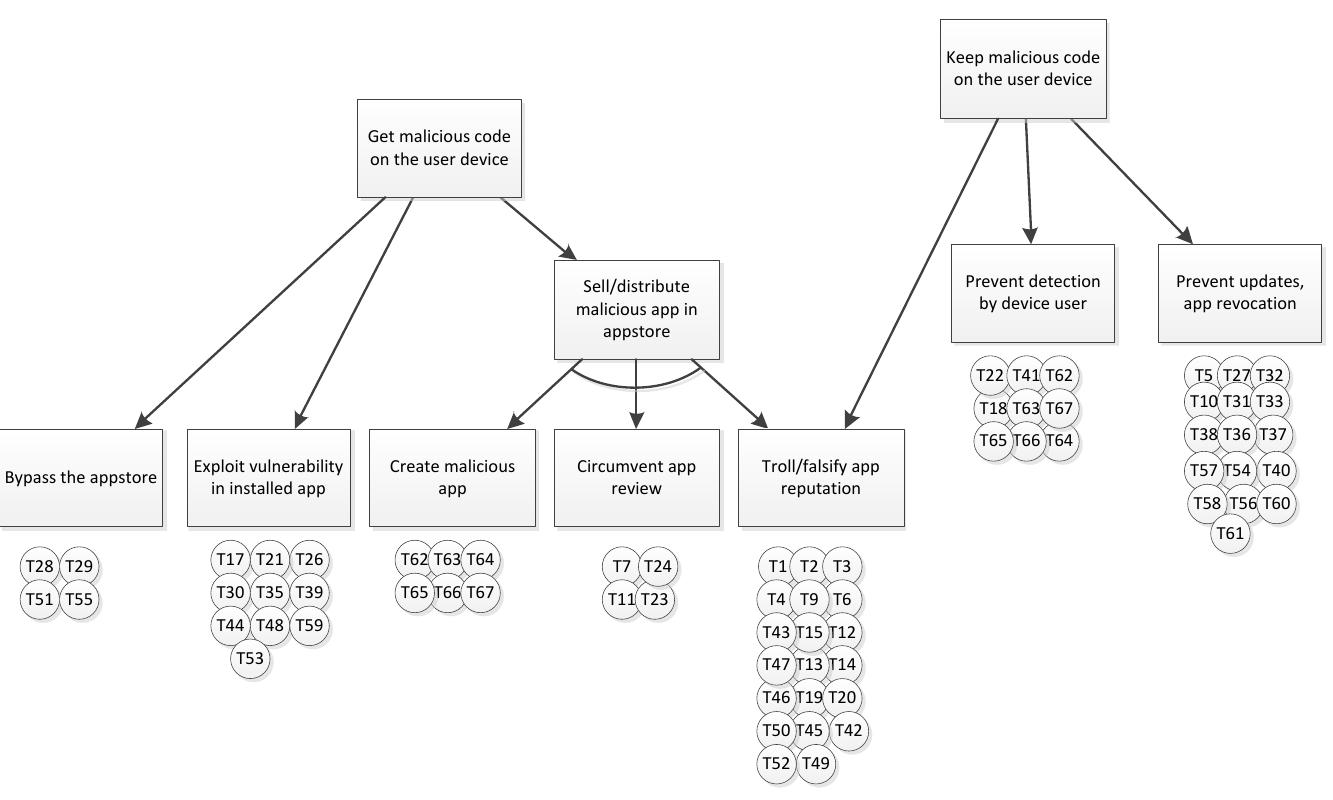 Keep malicious code
on the user device
Get malicious code
on the user device
Sell/distribute
malicious app in
appstore
Prevent detection
by device user
Prevent updates,
app revocation
Bypass the appstore
Exploit vulnerability
in installed app
Create malicious
app
Circumvent app
review
Troll/falsify app
reputation
T28 T29
T51 T55
T17 T21 T26
T30 T35 T39
T44 T48 T59
T53
T62 T63 T64
T65 T66 T67
T7 T24
T11 T23
T1 T2 T3
T4 T9 T6
T43 T15 T12
T47 T13 T14
T46 T19 T20
T50 T45 T42
T52 T49
T22 T41 T62
T18 T63 T67
T65 T66 T64
T5 T27 T32
T10 T31 T33
T38 T36 T37
T57 T54 T40
T58 T56 T60
T61